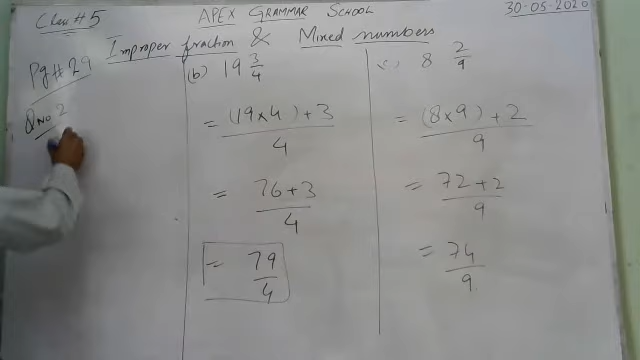 Class # 5
APEX GRAMMAR SCHOOL
30-05-2020
Improper fraction & Mixed numbers
Pg # 29
Q No 2
(b) 19 3/4
= (19×4)+3 / 4
= 76+3 / 4
= 79 / 4
c, 8 2/9
= (8×9)+2 / 9
= 72+2 / 9
= 74 / 9